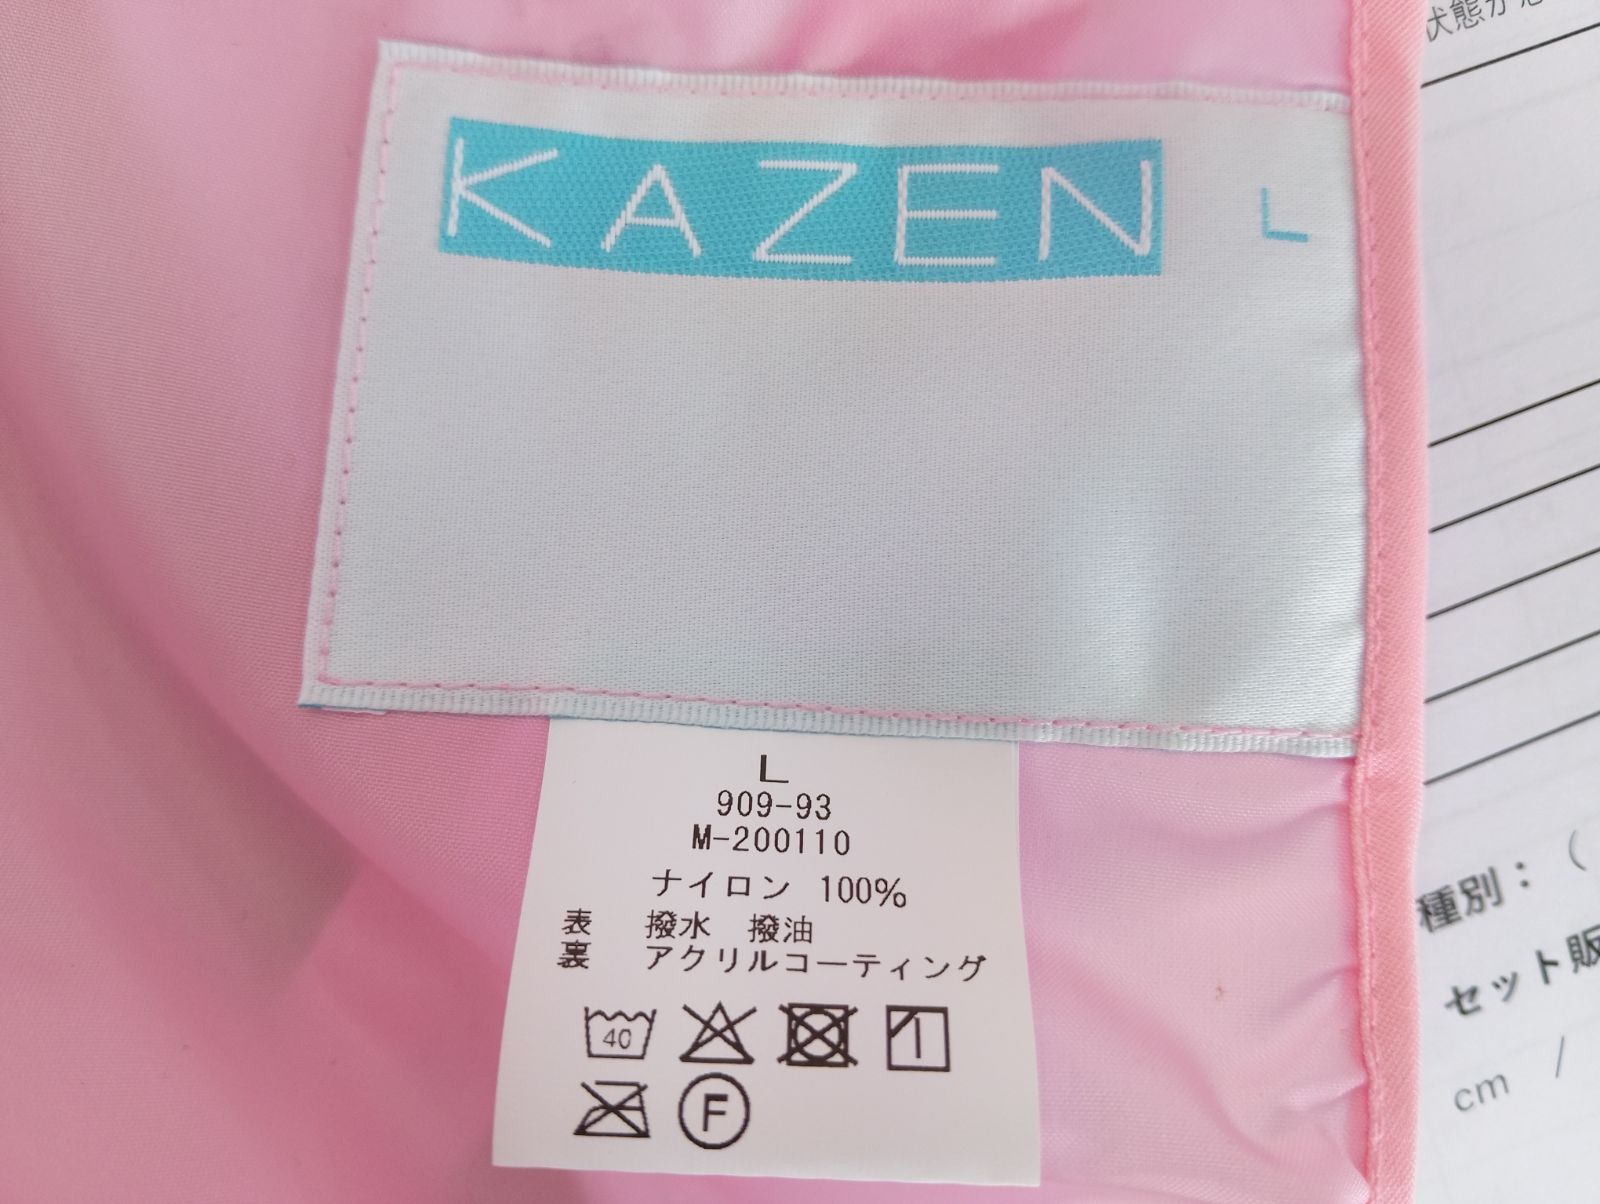 KAZEN L
L
909-93
M-200110
ナイロン 100%
表 撥水 撥油
裏 アクリルコーティング
40
F
種別：（
セット販
cm /